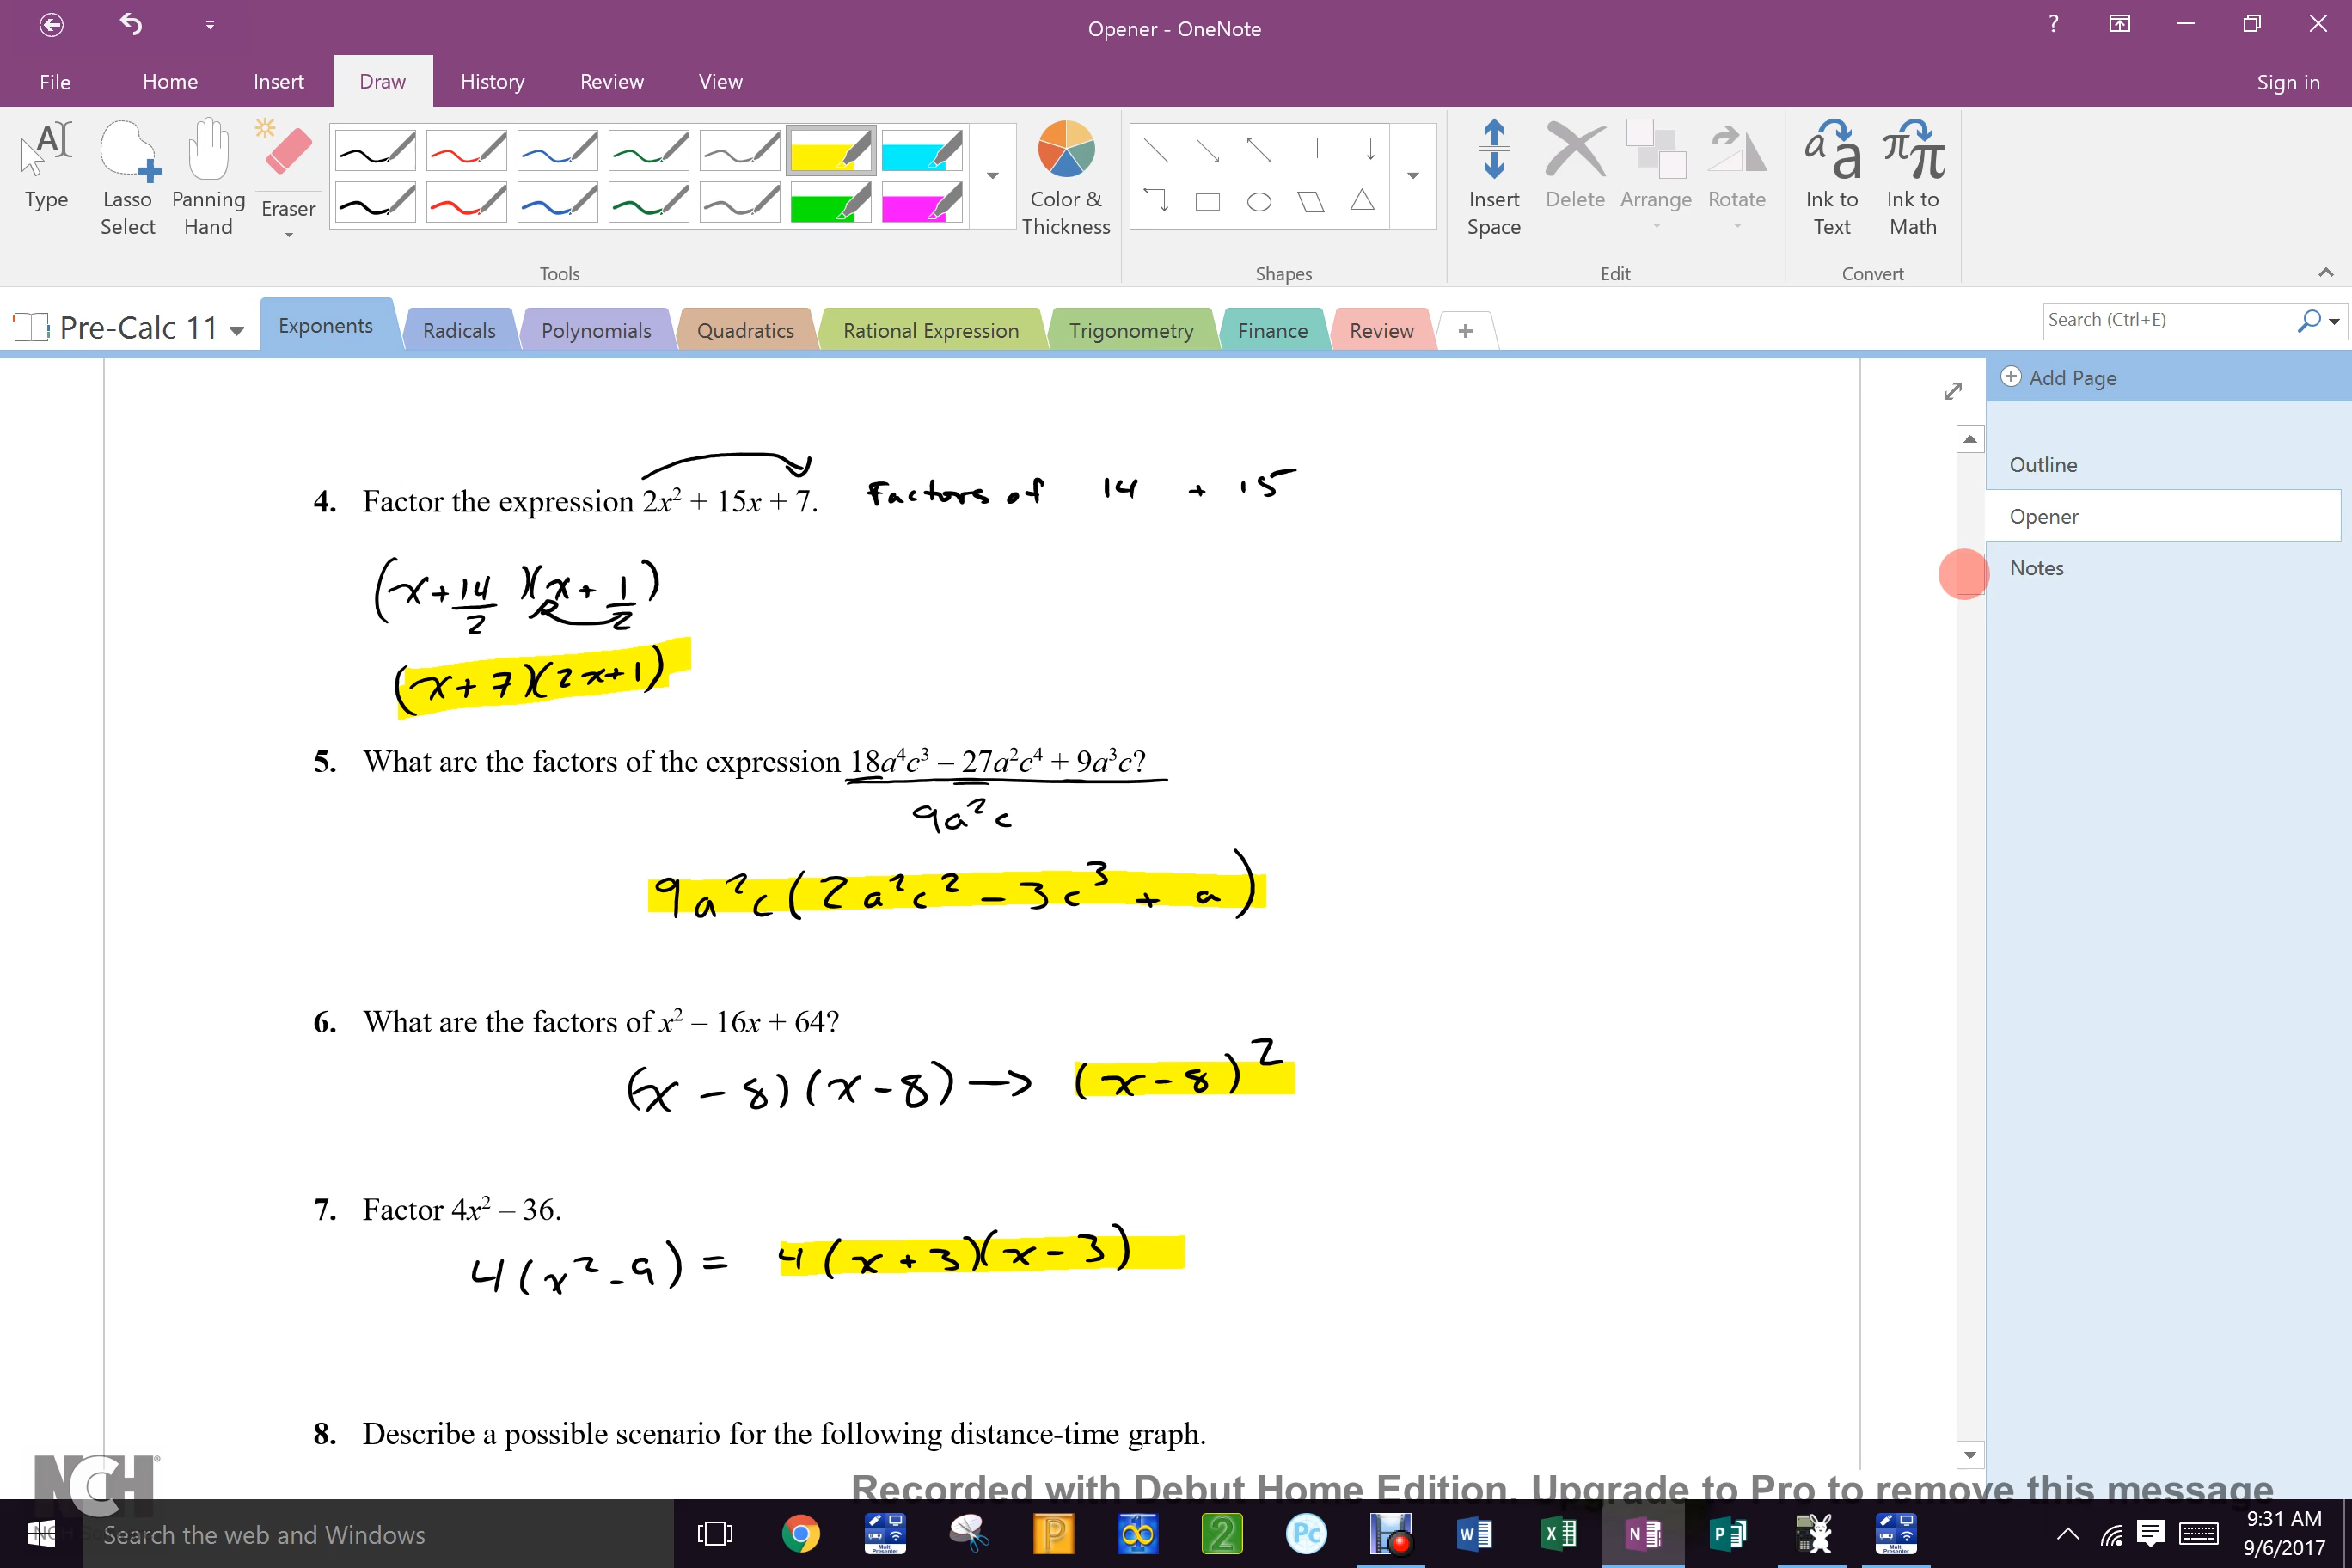 Opener - OneNote
?
File Home Insert Draw History Review View Sign in
Type Lasso Select Panning Hand Eraser Color & Thickness Insert Space Delete Arrange Rotate Ink to Text Ink to Math
Tools Shapes Edit Convert
Pre-Calc 11 Exponents Radicals Polynomials Quadratics Rational Expression Trigonometry Finance Review + Search (Ctrl+E)
Add Page
Outline
Opener
Notes
4. Factor the expression 2x² + 15x + 7. Factors of 14 + 15
(x + 14/2)(x + 1/2)
(x + 7)(2x + 1)
5. What are the factors of the expression 18a⁴c³ – 27a²c⁴ + 9a³c?
9a²c
9a²c(2a²c² – 3c³ + a)
6. What are the factors of x² – 16x + 64?
(x – 8)(x – 8) → (x – 8)²
7. Factor 4x² – 36.
4(x² – 9) = 4(x + 3)(x – 3)
8. Describe a possible scenario for the following distance-time graph.
NCH
Recorded with Debut Home Edition. Upgrade to Pro to remove this message
Search the web and Windows
9:31 AM
9/6/2017